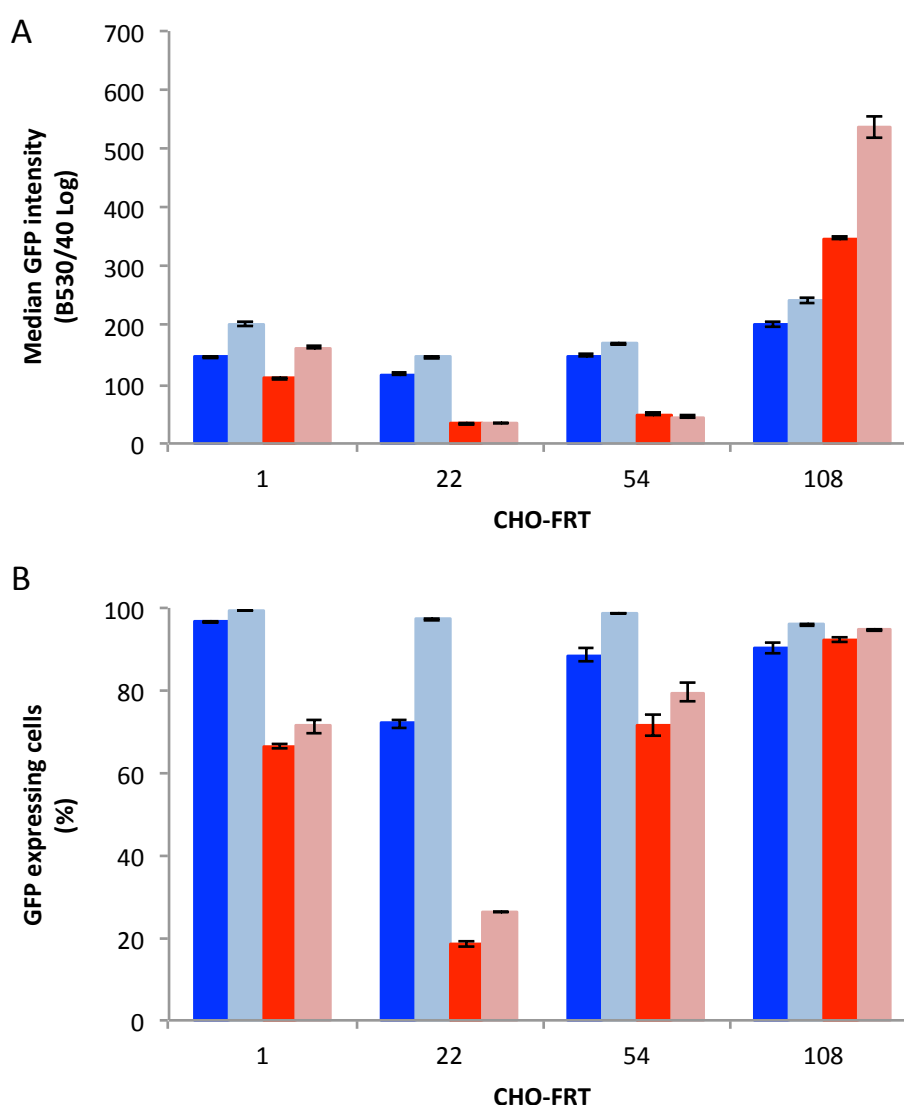 A
700
600
500
400
300
200
100
0
Median GFP intensity
(B530/40 Log)
1 22 54 108
CHO-FRT
B
100
80
60
40
20
0
GFP expressing cells
(%)
1 22 54 108
CHO-FRT